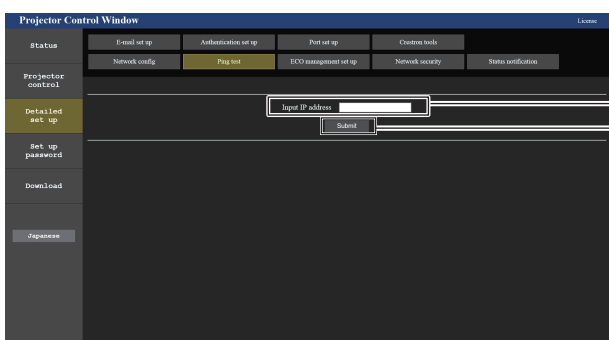 Projector Control Window
License
Status
E-mail set up
Authentication set up
Port set up
Crestron tools
Network config
Ping test
ECO management set up
Network security
Status notification
Projector
control
Detailed
set up
Input IP address
Submit
Set up
password
Download
Japanese